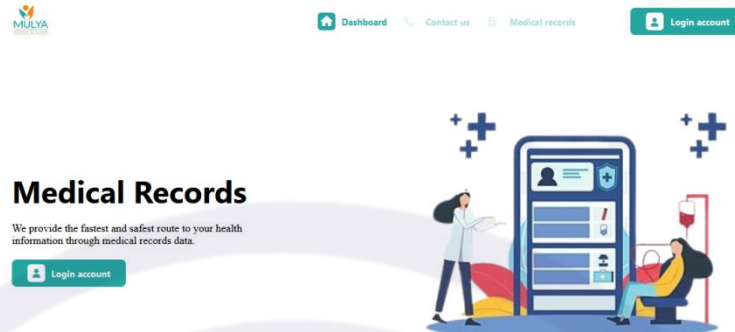 MULYA
Dashboard
Contact us
Medical records
Login account
Medical Records
We provide the fastest and safest route to your health
information through medical records data.
Login account